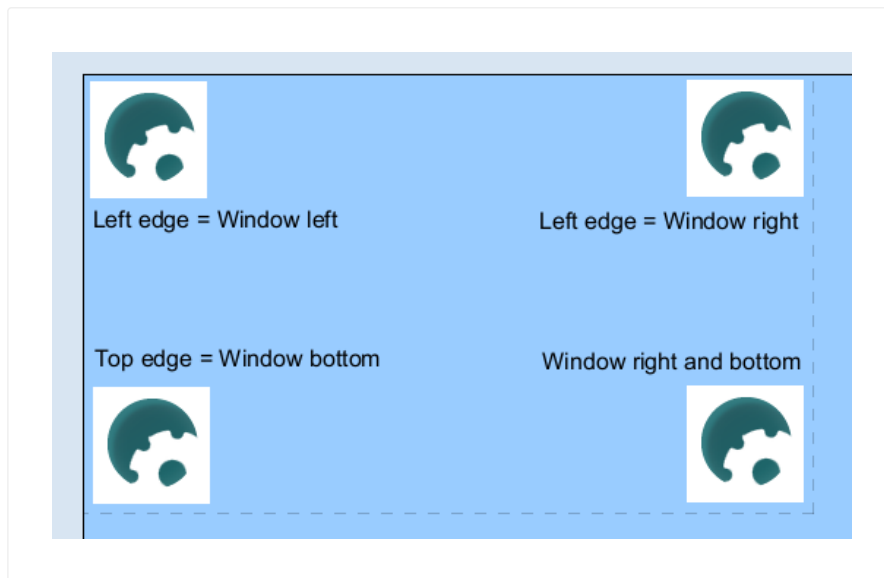 Left edge = Window left
Left edge = Window right
Top edge = Window bottom
Window right and bottom